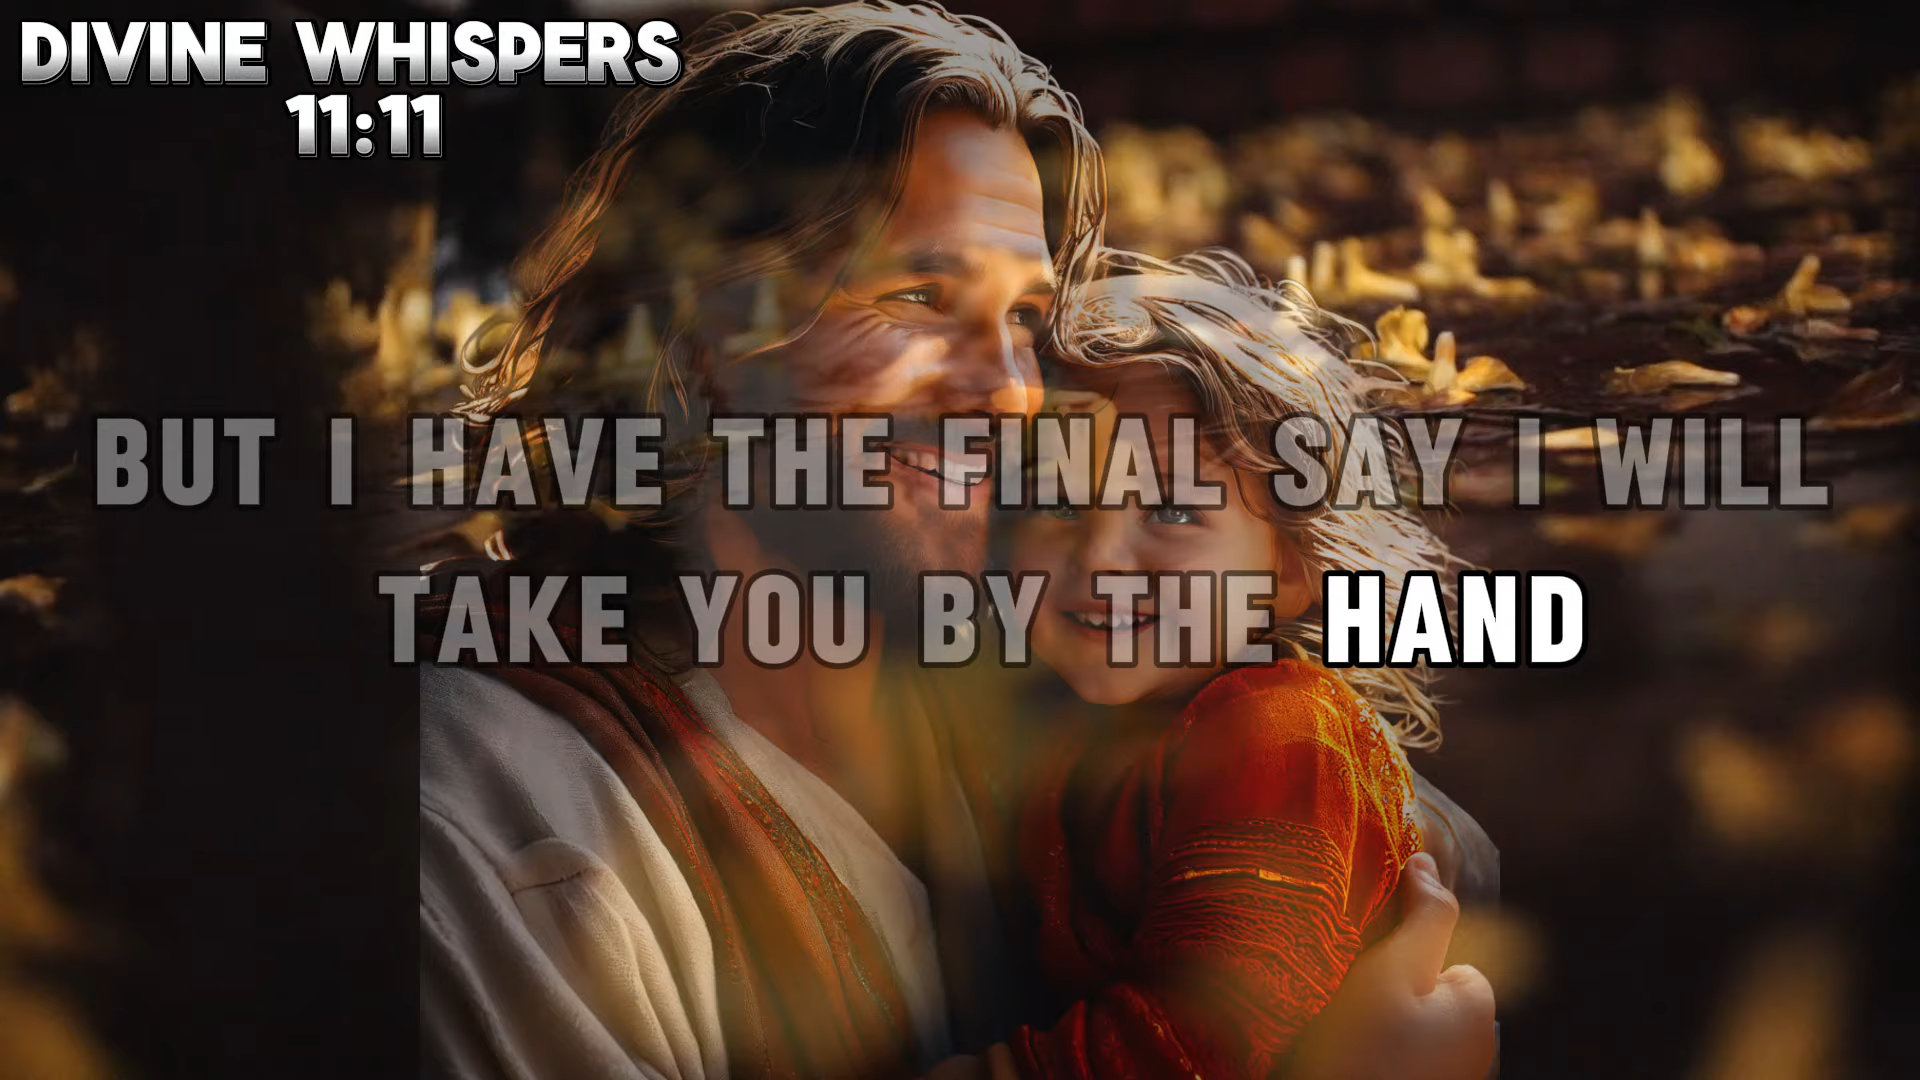 DIVINE WHISPERS
11:11
BUT I HAVE THE FINAL SAY I WILL
TAKE YOU BY THE HAND